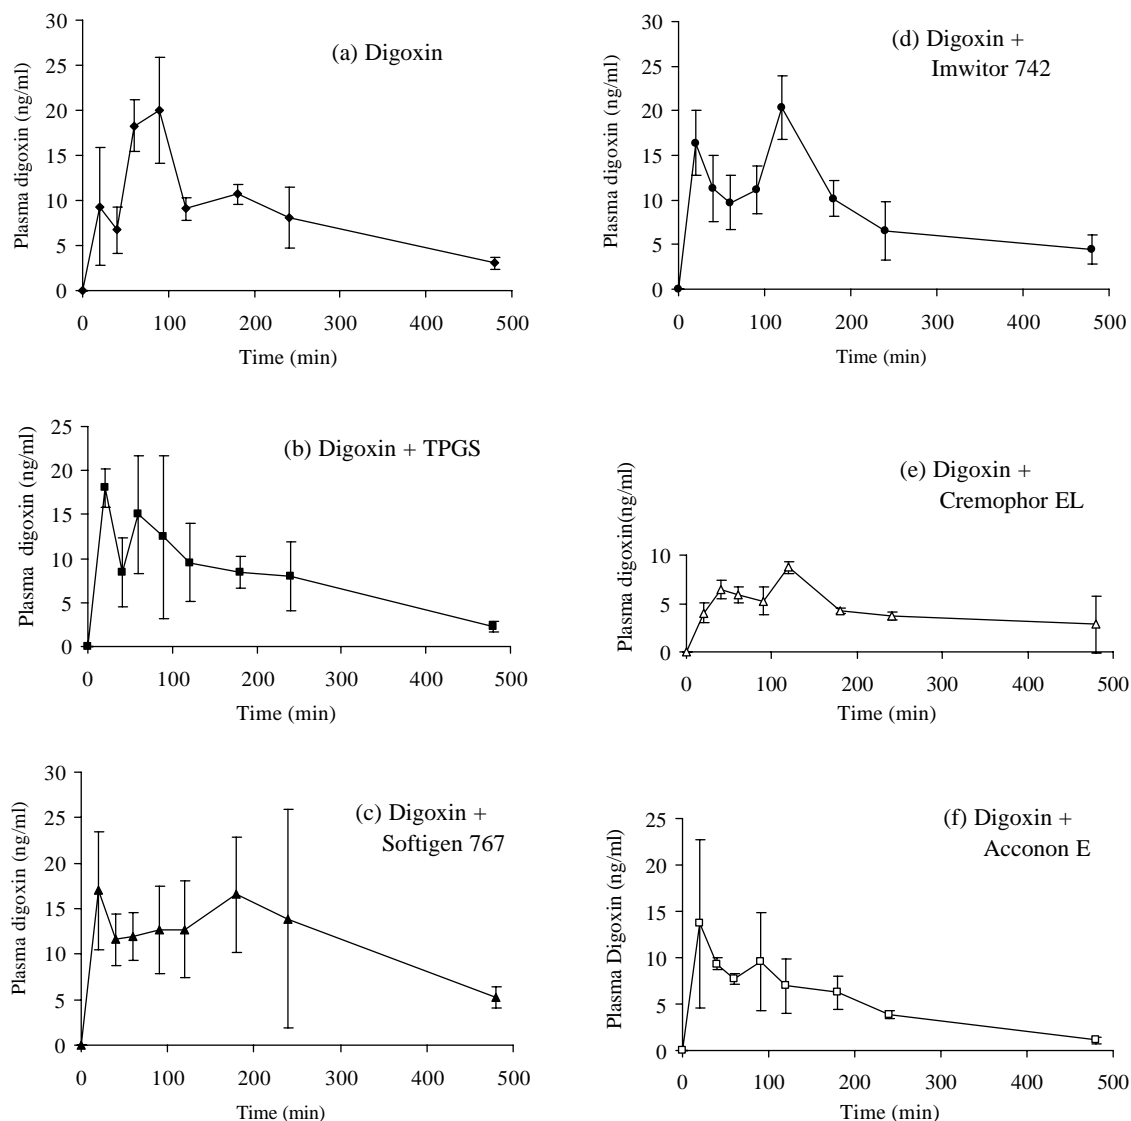 (a) Digoxin
Plasma digoxin (ng/ml)
30
25
20
15
10
5
0
0 100 200 300 400 500
Time (min)
(d) Digoxin +
Imwitor 742
Plasma digoxin (ng/ml)
30
25
20
15
10
5
0
0 100 200 300 400 500
Time (min)
(b) Digoxin + TPGS
Plasma digoxin (ng/ml)
25
20
15
10
5
0
0 100 200 300 400 500
Time (min)
(e) Digoxin +
Cremophor EL
Plasma digoxin(ng/ml)
10
5
0
0 100 200 300 400 500
Time (min)
(c) Digoxin +
Softigen 767
Plasma digoxin (ng/ml)
30
25
20
15
10
5
0
0 100 200 300 400 500
Time (min)
(f) Digoxin +
Acconon E
Plasma Digoxin (ng/ml)
25
20
15
10
5
0
0 100 200 300 400 500
Time (min)